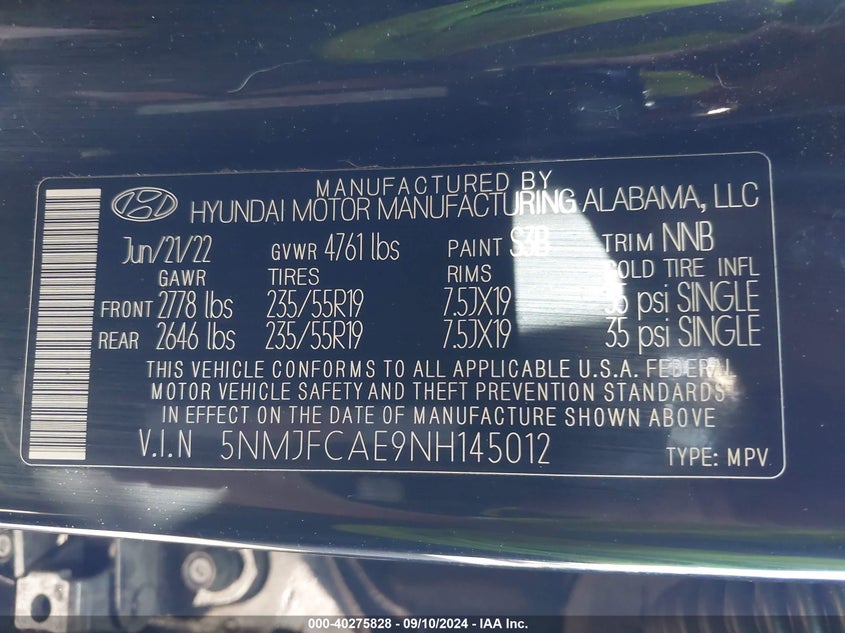 MANUFACTURED BY
HYUNDAI MOTOR MANUFACTURING ALABAMA, LLC
Jun/21/22 GVWR 4761 lbs PAINT S3B TRIM NNB
GAWR TIRES RIMS COLD TIRE INFL
FRONT 2778 lbs 235/55R19 7.5JX19 35 psi SINGLE
REAR 2646 lbs 235/55R19 7.5JX19 35 psi SINGLE
THIS VEHICLE CONFORMS TO ALL APPLICABLE U.S.A. FEDERAL
MOTOR VEHICLE SAFETY AND THEFT PREVENTION STANDARDS
IN EFFECT ON THE DATE OF MANUFACTURE SHOWN ABOVE
V.I.N 5NMJFCAE9NH145012 TYPE: MPV
000-40275828 - 09/10/2024 - IAA Inc.